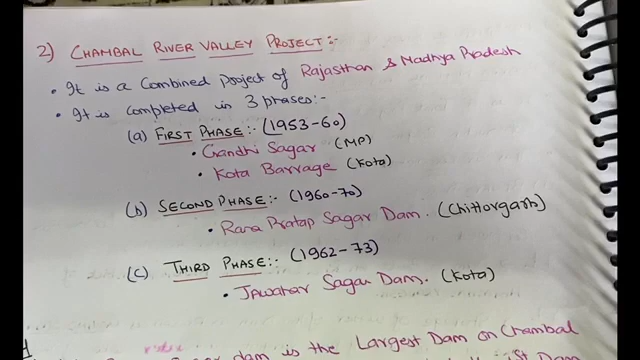 2) CHAMBAL RIVER VALLEY PROJECT:-
• It is a Combined project of Rajasthan & Madhya Pradesh
• It is completed in 3 phases:-
(a) FIRST PHASE:- (1953-60)
• Gandhi Sagar (MP)
• Kota Barrage (Kota)
(b) SECOND PHASE:- (1960-70)
• Rana Pratap Sagar Dam. (Chittorgarh)
(c) THIRD PHASE:- (1962-73)
• Jawahar Sagar Dam. (Kota)
Sagar dam is the Largest Dam on Chambal
Dam